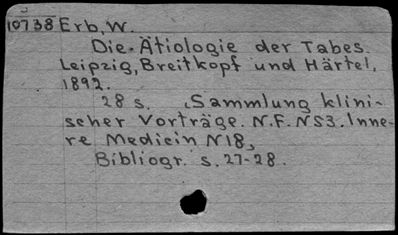 10738 Erb, W.
Die Ätiologie der Tabes.
Leipzig, Breitkopf und Härtel,
1892.
28 s. (Sammlung klini-
scher Vorträge. N.F. N53. Inne-
re Medicin N18,
Bibliogr. s. 27-28.